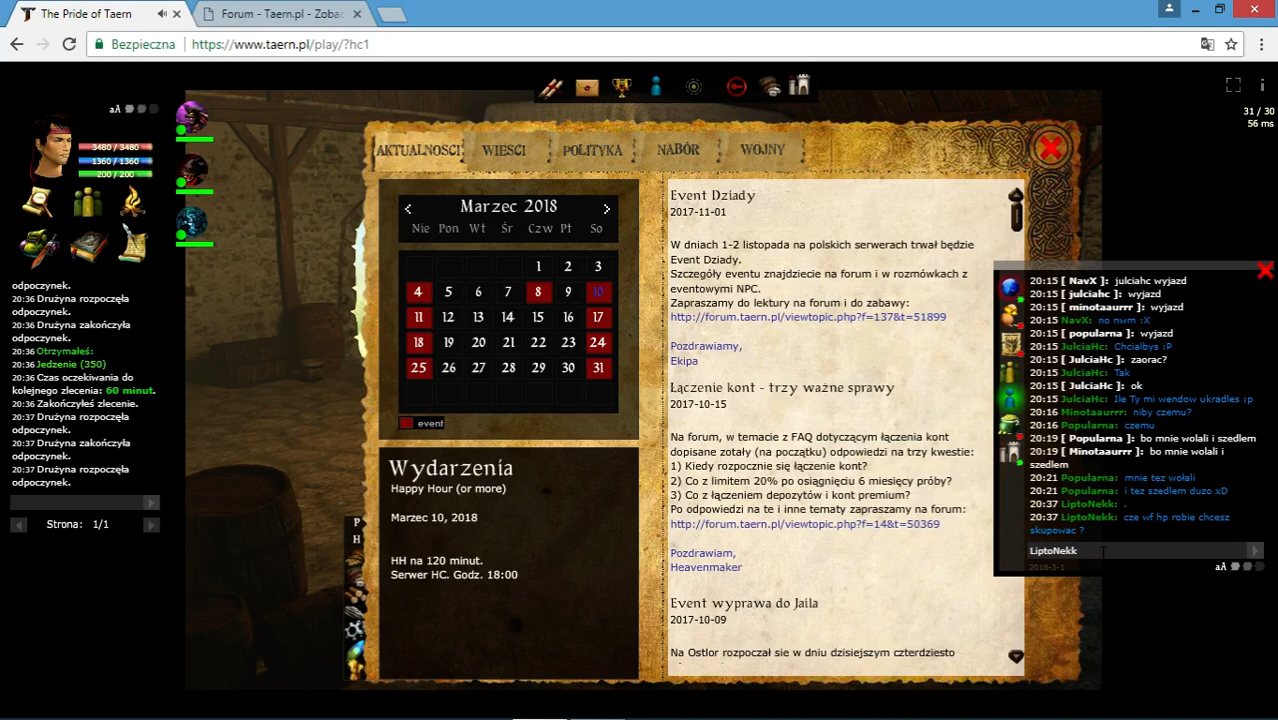 The Pride of Taern
Forum - Taern.pl - Zobac
Bezpieczna
https://www.taern.pl/play/?hc1
aA
31 / 30
56 ms
3480 / 3480
1360 / 1360
200 / 200
odpoczynek.
20:36 Drużyna rozpoczęła
odpoczynek.
20:36 Drużyna zakończyła
odpoczynek.
20:36 Otrzymałeś:
Jedzenie (350)
20:36 Czas oczekiwania do
kolejnego zlecenia: 60 minut.
20:36 Zakończyłeś zlecenie.
20:37 Drużyna rozpoczęła
odpoczynek.
20:37 Drużyna zakończyła
odpoczynek.
20:37 Drużyna rozpoczęła
odpoczynek.
Strona: 1/1
AKTUALNOSCI
WIESCI
POLITYKA
NABÓR
WOJNY
< Marzec 2018 >
Nie Pon Wt Śr Czw Pt So
1 2 3
4 5 6 7 8 9 10
11 12 13 14 15 16 17
18 19 20 21 22 23 24
25 26 27 28 29 30 31
event
Wydarzenia
Happy Hour (or more)
Marzec 10, 2018
HH na 120 minut.
Serwer HC. Godz. 18:00
P
H
Event Dziady
2017-11-01
W dniach 1-2 listopada na polskich serwerach trwał będzie
Event Dziady.
Szczegóły eventu znajdziecie na forum i w rozmówkach z
eventowymi NPC.
Zapraszamy do lektury na forum i do zabawy:
http://forum.taern.pl/viewtopic.php?f=137&t=51899
Pozdrawiamy,
Ekipa
Łączenie kont - trzy ważne sprawy
2017-10-15
Na forum, w temacie z FAQ dotyczącym łączenia kont
dopisane zotały (na początku) odpowiedzi na trzy kwestie:
1) Kiedy rozpocznie się łączenie kont?
2) Co z limitem 20% po osiągnięciu 6 miesięcy próby?
3) Co z łączeniem depozytów i kont premium?
Po odpowiedzi na te i inne tematy zapraszamy na forum:
http://forum.taern.pl/viewtopic.php?f=14&t=50369
Pozdrawiam,
Heavenmaker
Event wyprawa do Jaila
2017-10-09
Na Ostlor rozpoczął sie w dniu dzisiejszym czterdziesto
20:15 [ NavX ]: julciahc wyjazd
20:15 [ julciahc ]: wyjazd
20:15 [ minotaurrr ]: wyjazd
20:15 NavX: no nwm :X
20:15 [ popularna ]: wyjazd
20:15 JulciaHc: Chcialbys :P
20:15 [ JulciaHc ]: zaorac?
20:15 JulciaHc: Tak
20:15 [ JulciaHc ]: ok
20:15 JulciaHc: Ile Ty mi wendow ukradles ;p
20:16 Minotaurrr: niby czemu?
20:16 Popularna: czemu
20:19 [ Popularna ]: bo mnie wolali i szedlem
20:19 [ Minotaurrr ]: bo mnie wolali i
szedlem
20:21 Popularna: mnie tez wołali
20:21 Popularna: i tez szedlem duzo xD
20:37 LiptoNekk: .
20:37 LiptoNekk: cze wf hp robie chcesz
skupowac ?
LiptoNekk
2018-3-1
aA